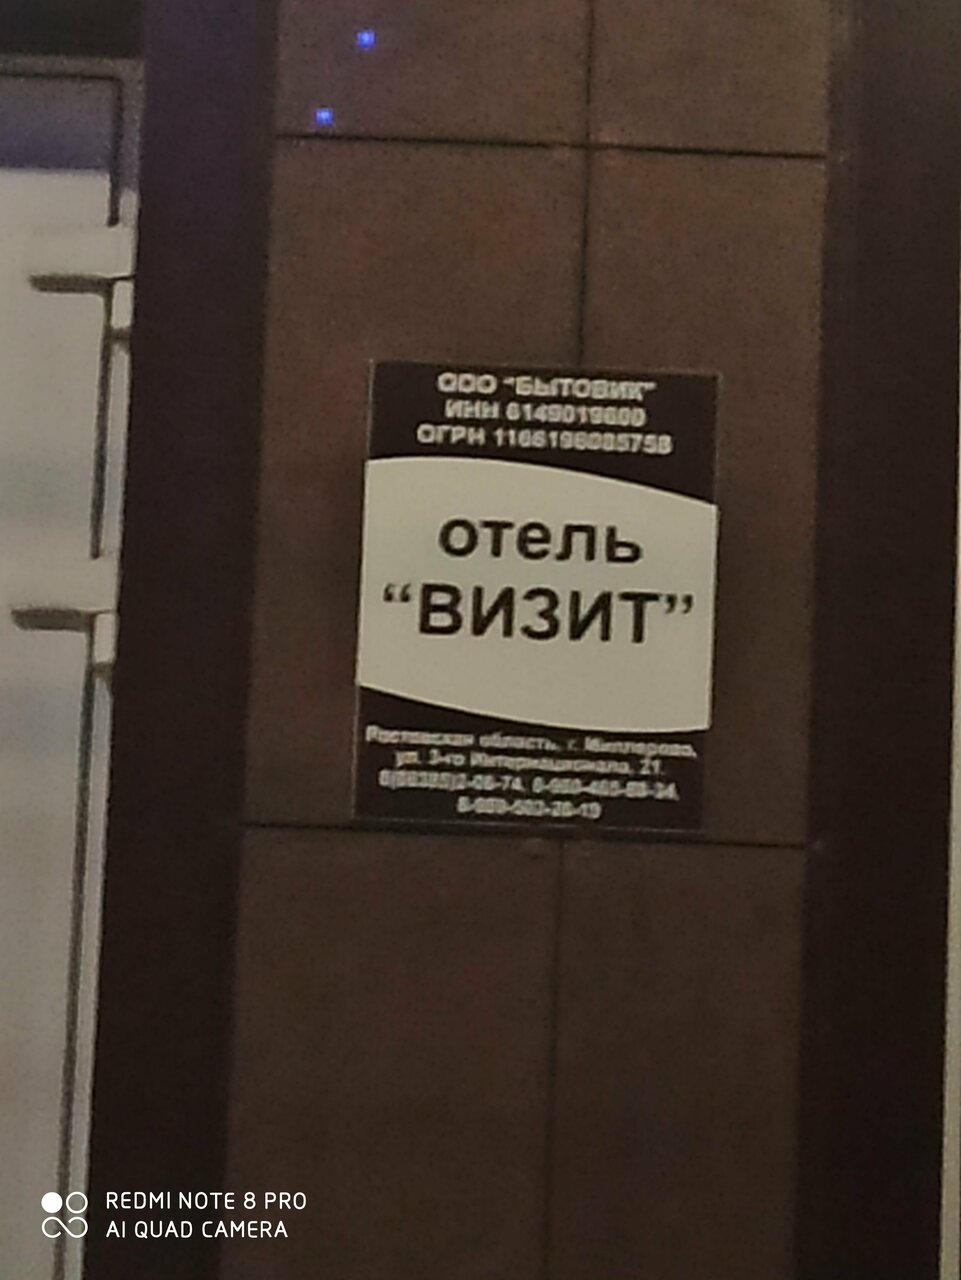 ООО "БЫТОВИК"
ИНН 6149019600
ОГРН
отель
"ВИЗИТ"
Ростовская область, г. Миллерово,
ул. 3-го Интернационала, 21.
REDMI NOTE 8 PRO
AI QUAD CAMERA